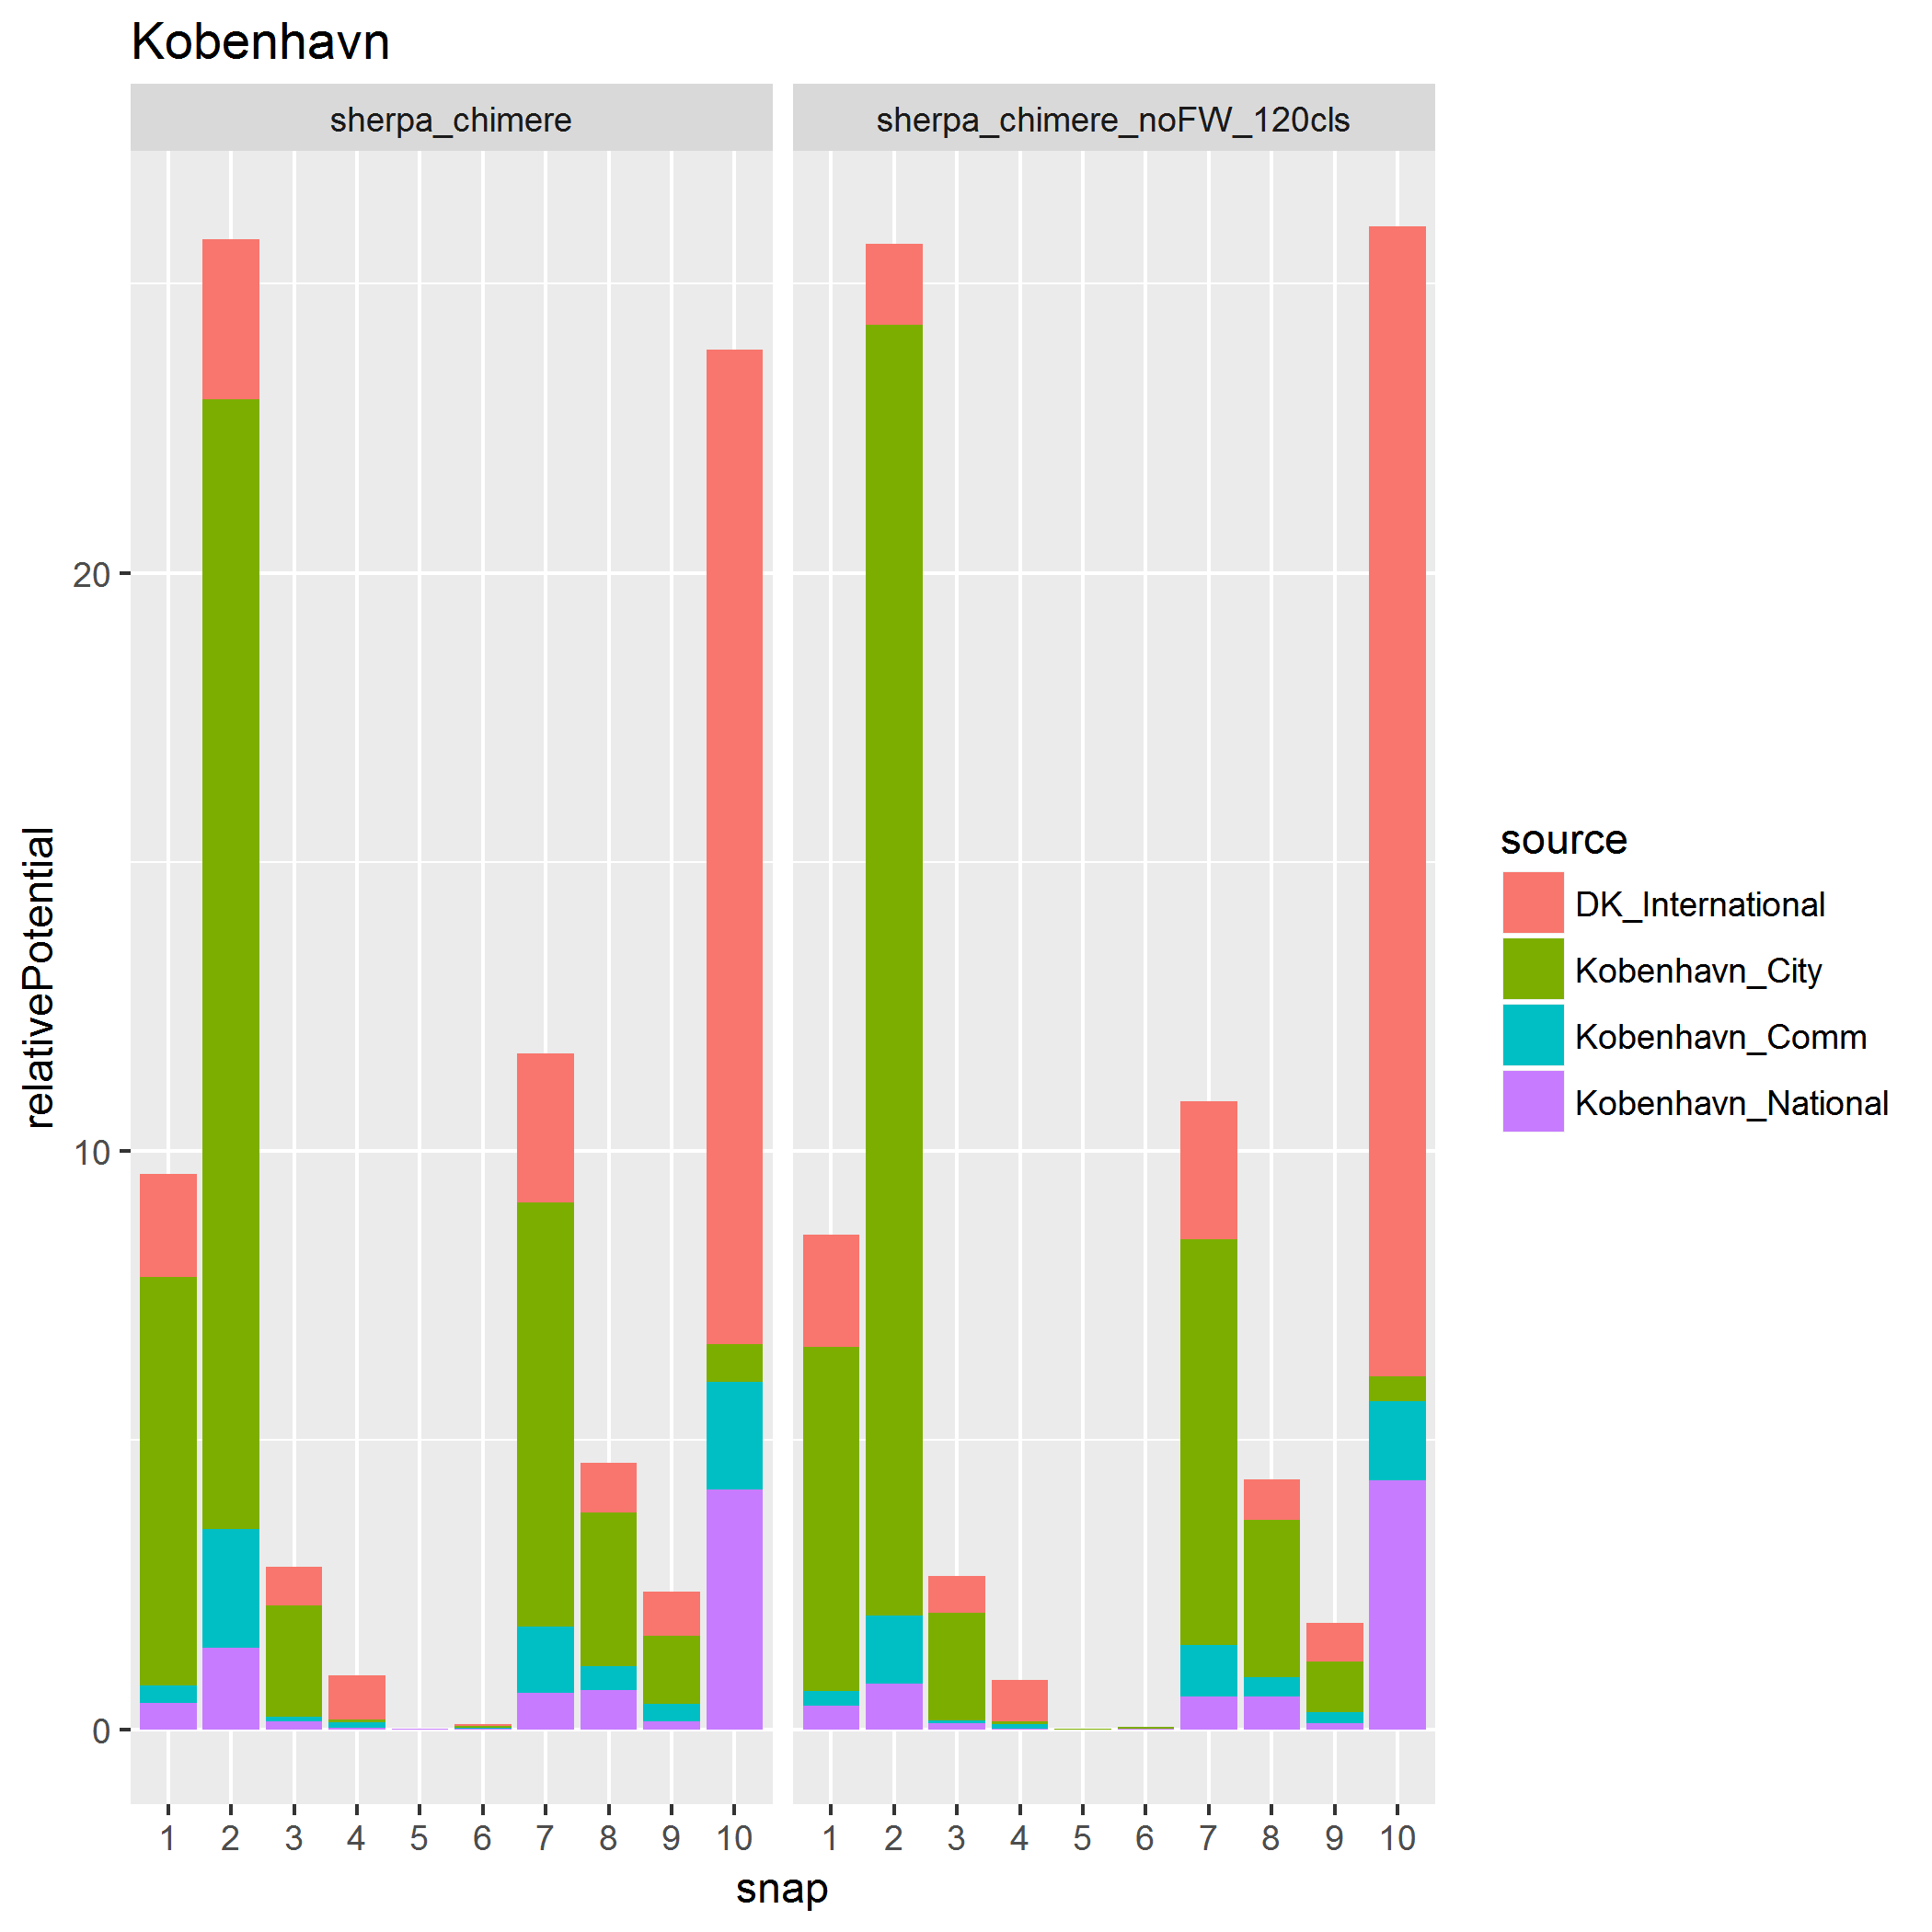 Kobenhavn
sherpa_chimere
sherpa_chimere_noFW_120cls
relativePotential
20
10
0
1 2 3 4 5 6 7 8 9 10
1 2 3 4 5 6 7 8 9 10
snap
source
DK_International
Kobenhavn_City
Kobenhavn_Comm
Kobenhavn_National